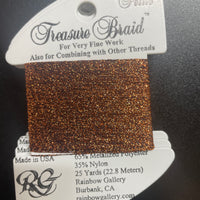 Treasure Braid
For Very Fine Work
Also for Combining with Other Threads
Made in USA
65% Metallized Polyester
35% Nylon
25 Yards (22.8 Meters)
Rainbow Gallery
Burbank, CA
rainbowgallery.com
RG